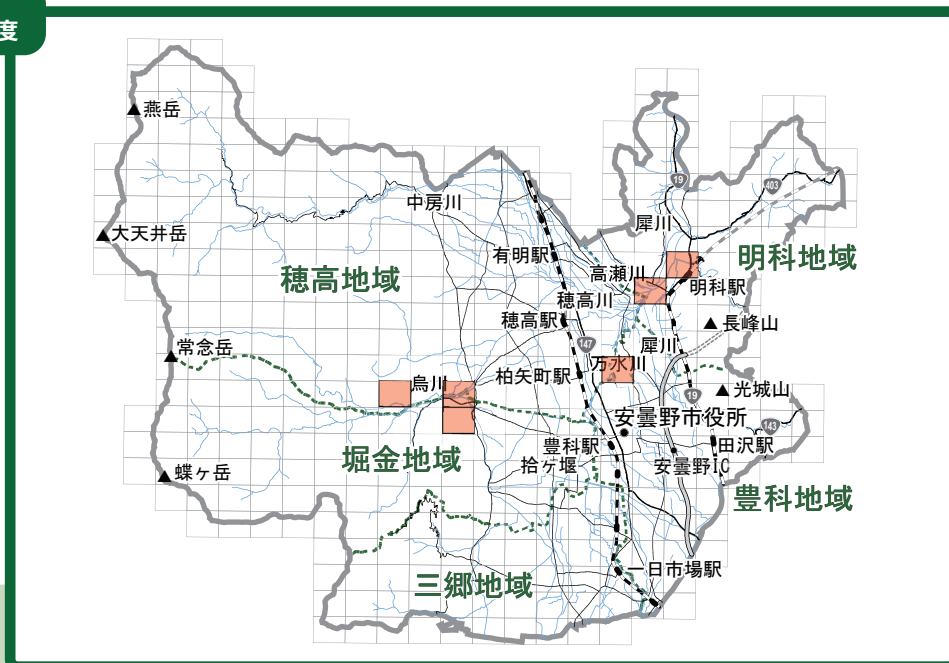 度
▲燕岳
19
403
中房川
犀川
▲大天井岳
有明駅
明科地域
高瀬川
穂高地域
明科駅
穂高川
穂高駅
▲長峰山
147
犀川
▲常念岳
万水川
柏矢町駅
烏川
▲光城山
19
安曇野市役所
143
豊科駅
田沢駅
堀金地域
拾ヶ堰
安曇野IC
▲蝶ヶ岳
豊科地域
一日市場駅
三郷地域